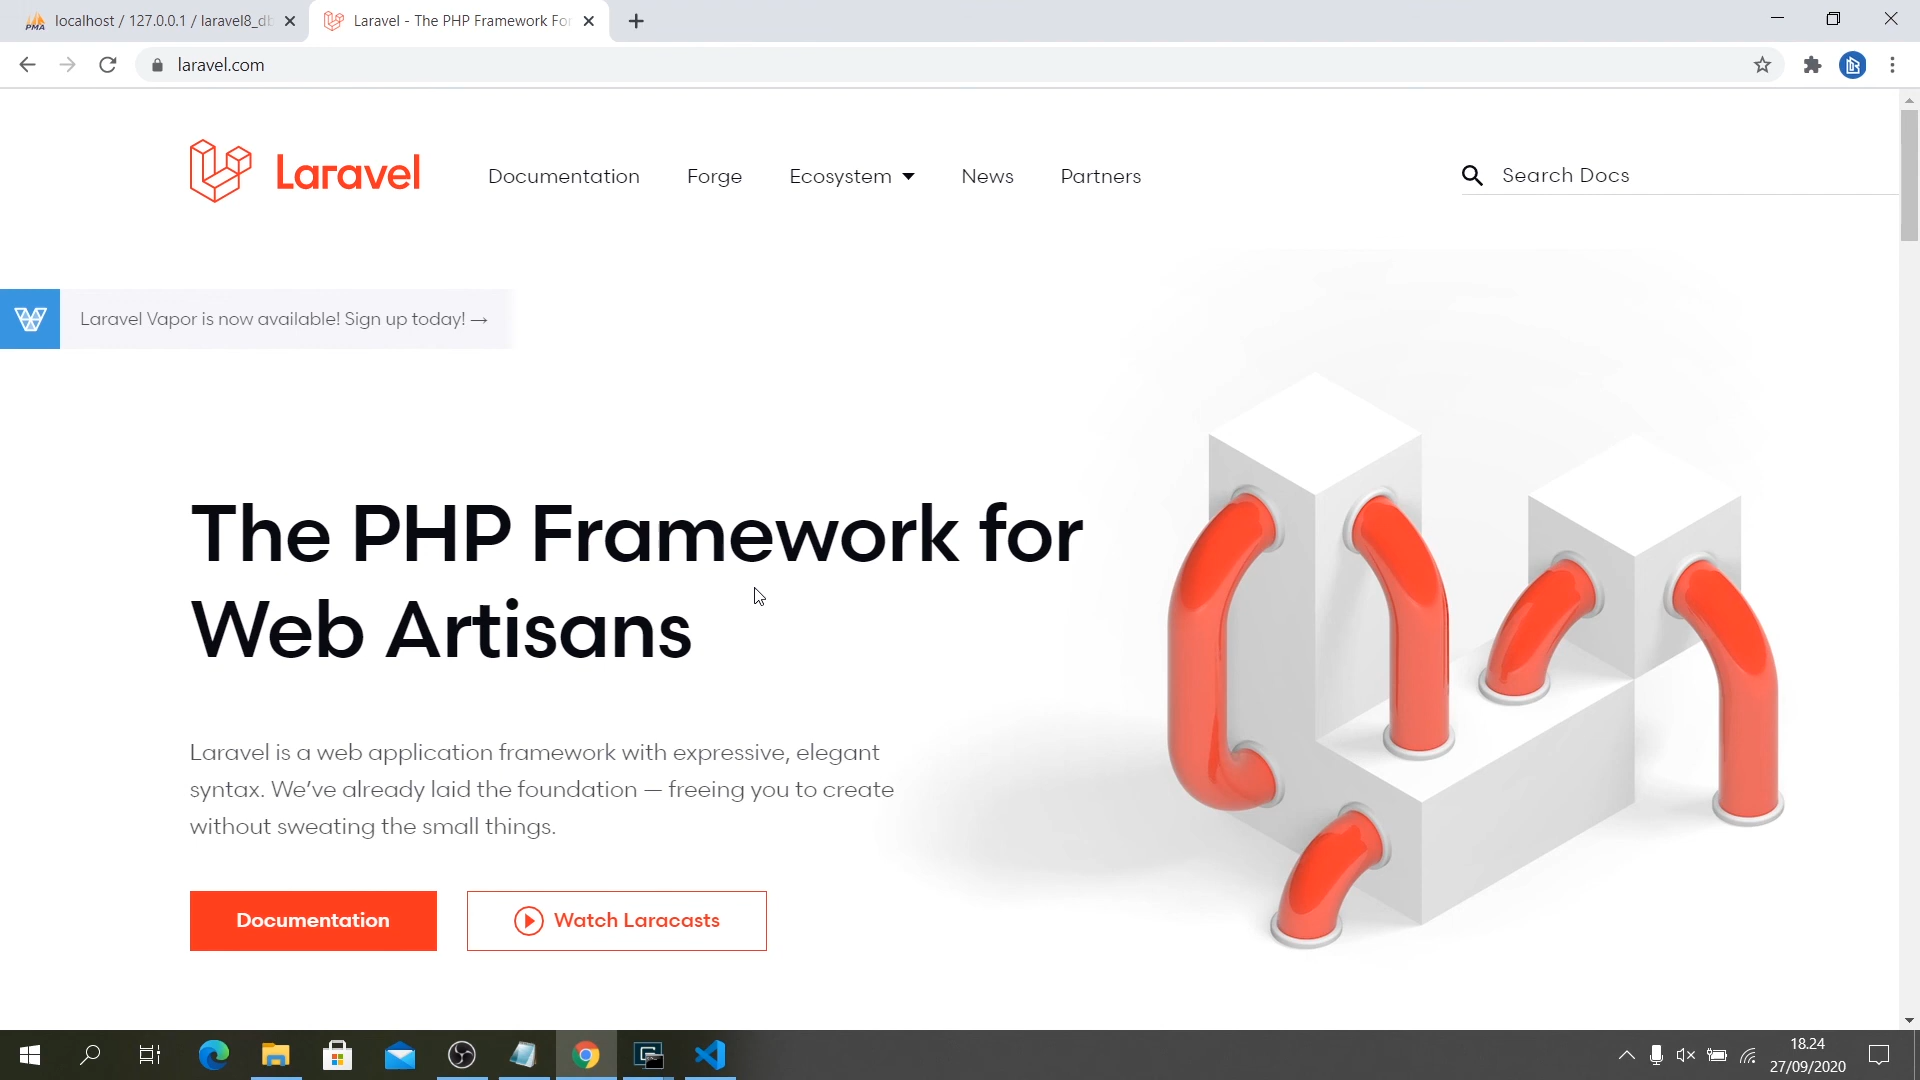 PMA
localhost / 127.0.0.1 / laravel8_db
Laravel - The PHP Framework For
laravel.com
Laravel
Documentation
Forge
Ecosystem
News
Partners
Search Docs
Laravel Vapor is now available! Sign up today! →
The PHP Framework for
Web Artisans
Laravel is a web application framework with expressive, elegant
syntax. We've already laid the foundation — freeing you to create
without sweating the small things.
Documentation
Watch Laracasts
18.24
27/09/2020